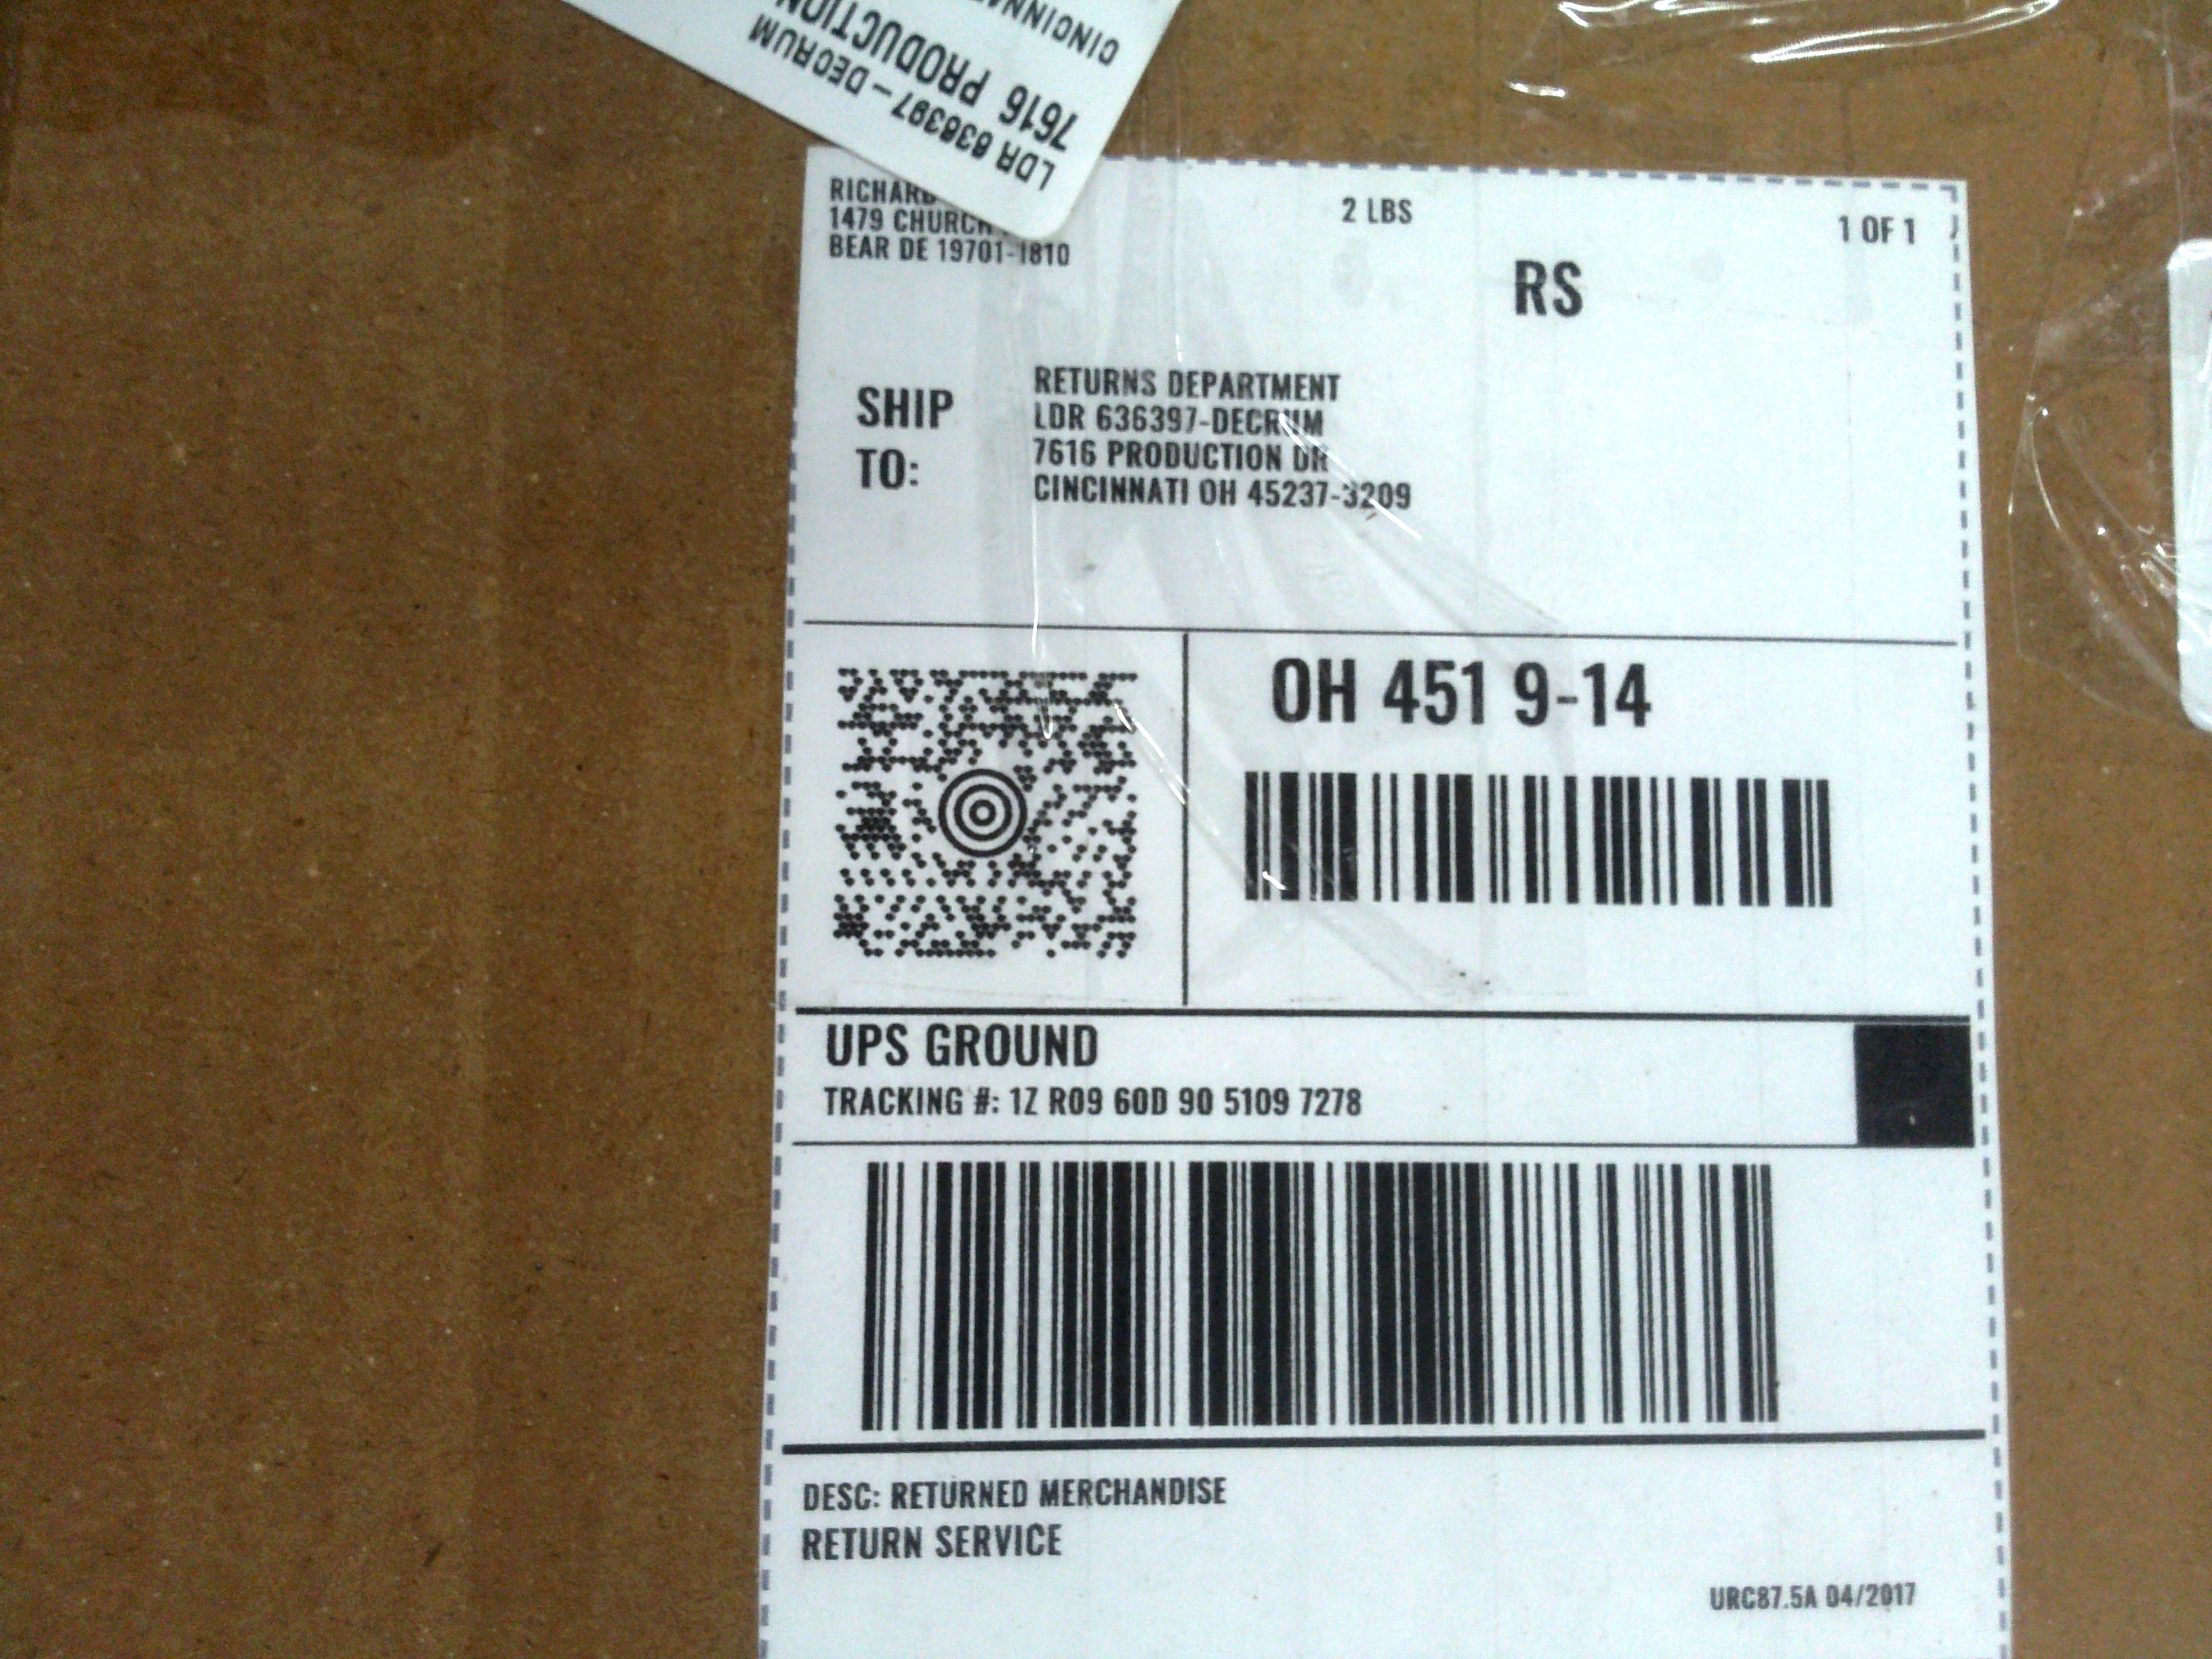 CINCINNA
7616 PRODUCTION
LDR 636397-DECRUM
RICHARD
1479 CHURCH
BEAR DE 19701-1810
2 LBS
1 OF 1
RS
SHIP TO:
RETURNS DEPARTMENT
LDR 636397-DECRUM
7616 PRODUCTION DR
CINCINNATI OH 45237-3209
OH 451 9-14
UPS GROUND
TRACKING #: 1Z R09 60D 90 5109 7278
DESC: RETURNED MERCHANDISE
RETURN SERVICE
URC87.5A 04/2017